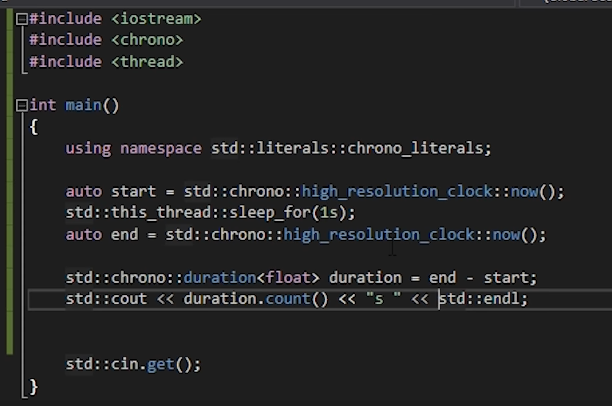 #include <iostream>
#include <chrono>
#include <thread>
int main()
{
using namespace std::literals::chrono_literals;
auto start = std::chrono::high_resolution_clock::now();
std::this_thread::sleep_for(1s);
auto end = std::chrono::high_resolution_clock::now();
std::chrono::duration<float> duration = end - start;
std::cout << duration.count() << "s " << std::endl;
std::cin.get();
}